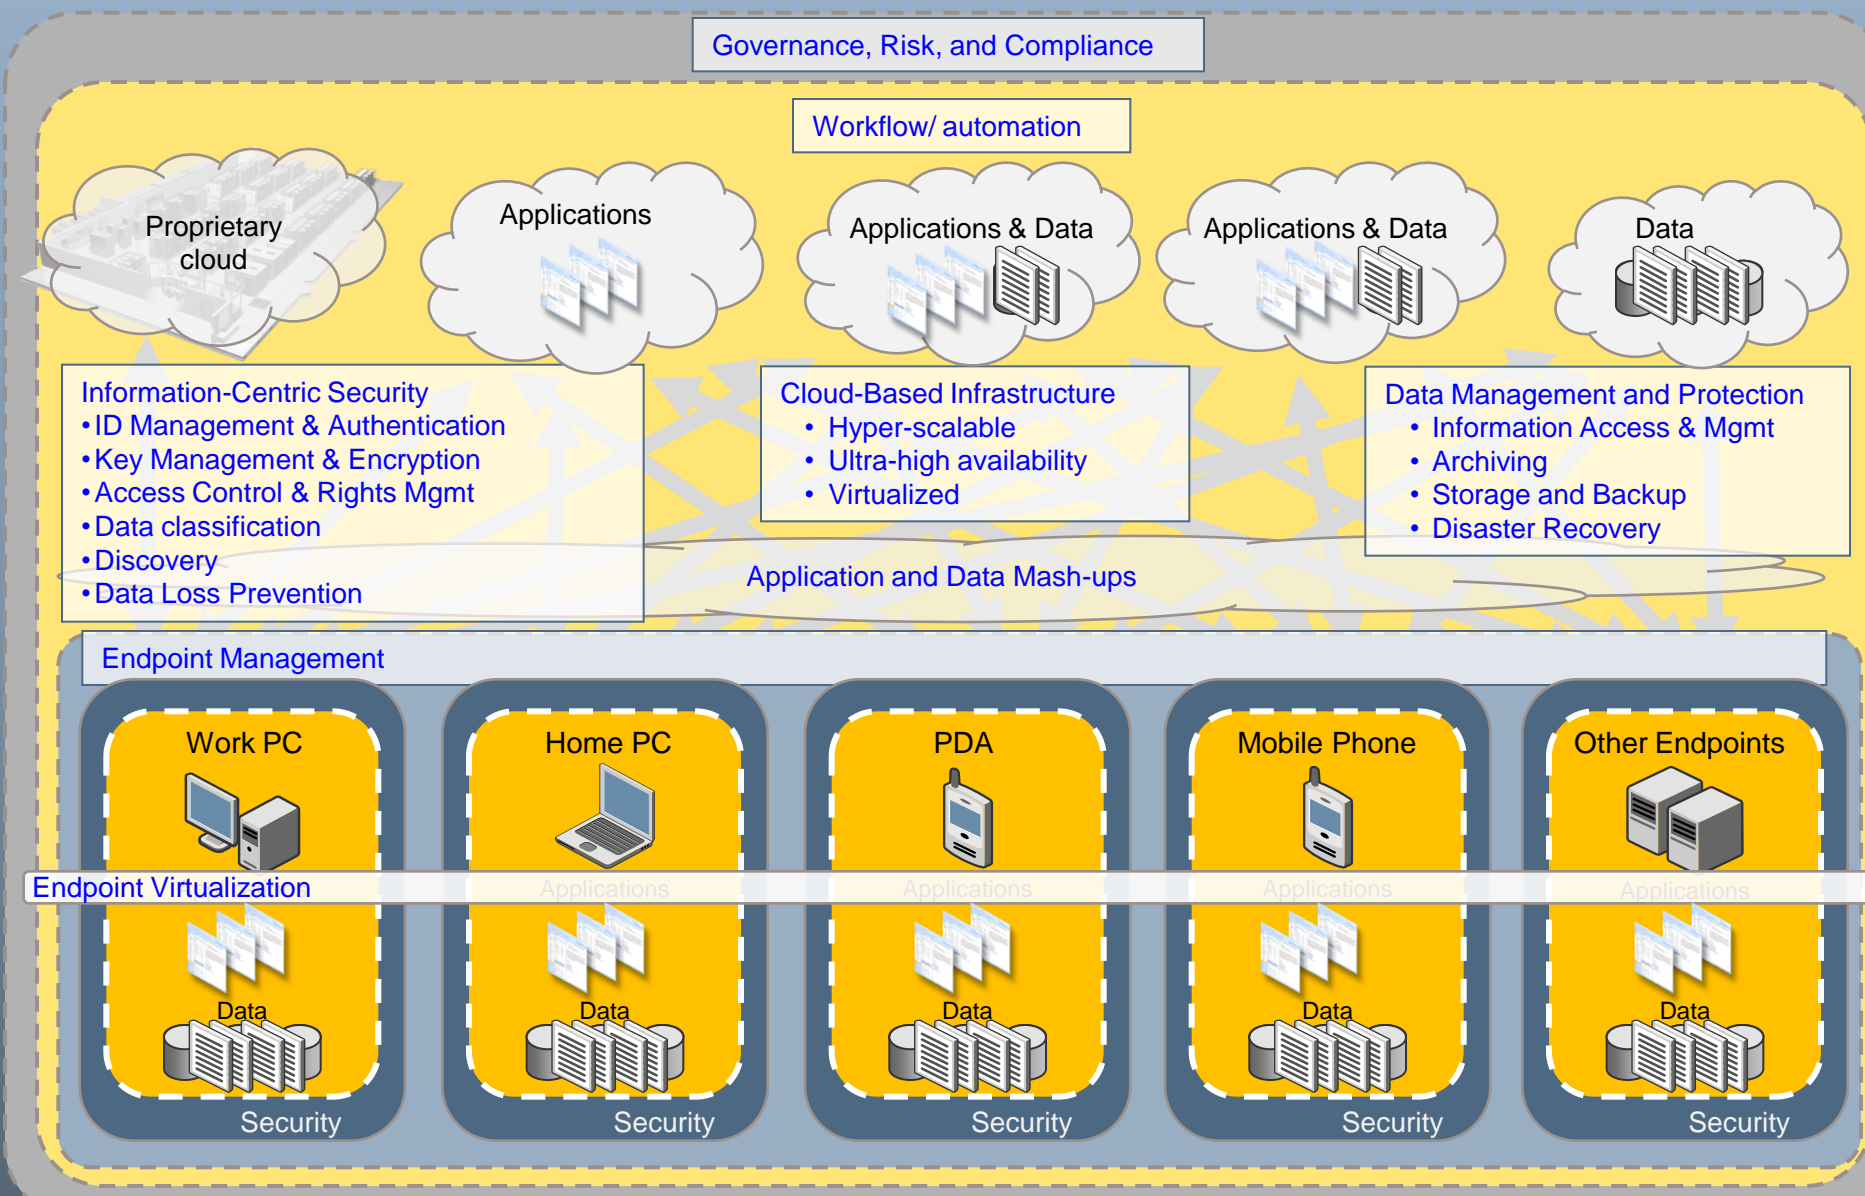 Governance, Risk, and Compliance
Workflow/ automation
Proprietary
cloud
Applications
Applications & Data
Applications & Data
Data
Information-Centric Security
•ID Management & Authentication
•Key Management & Encryption
•Access Control & Rights Mgmt
•Data classification
•Discovery
•Data Loss Prevention
Cloud-Based Infrastructure
• Hyper-scalable
• Ultra-high availability
• Virtualized
Data Management and Protection
• Information Access & Mgmt
• Archiving
• Storage and Backup
• Disaster Recovery
Application and Data Mash-ups
Endpoint Management
Work PC
Home PC
PDA
Mobile Phone
Other Endpoints
Endpoint Virtualization
Applications
Applications
Applications
Applications
Data
Data
Data
Data
Data
Security
Security
Security
Security
Security